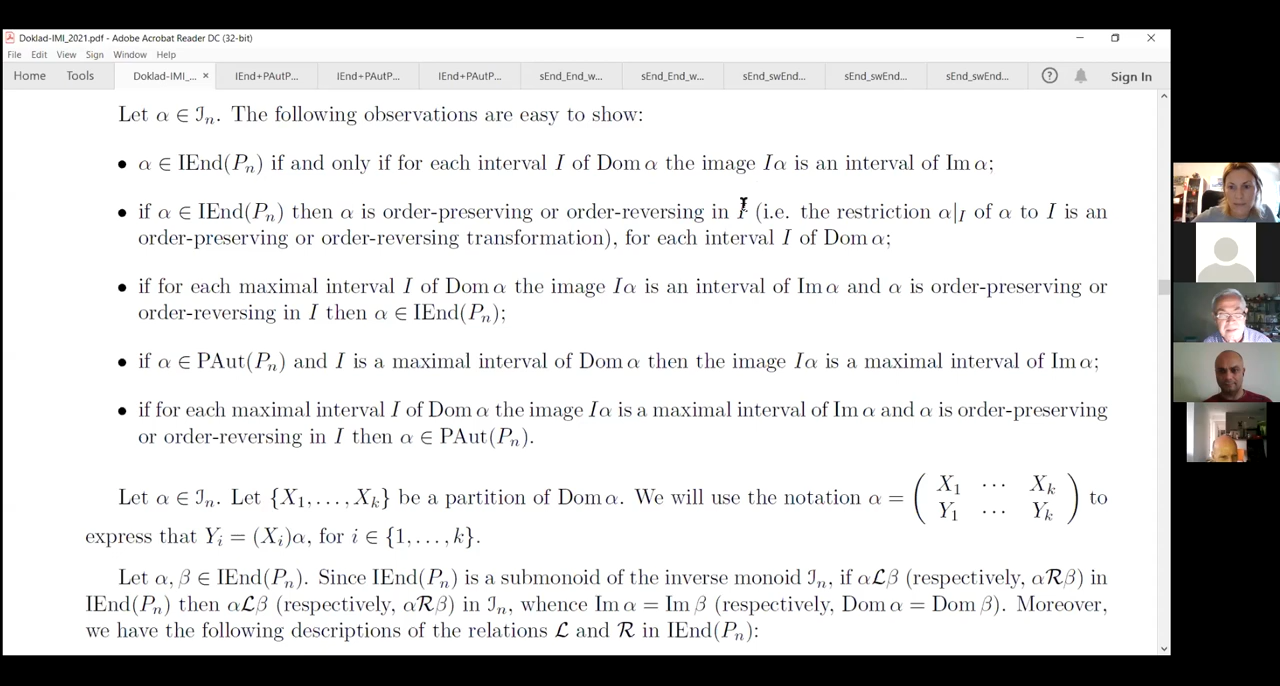 Doklad-IMI_2021.pdf - Adobe Acrobat Reader DC (32-bit)
File Edit View Sign Window Help
Home Tools Doklad-IMI_... × IEnd+PAutP... IEnd+PAutP... IEnd+PAutP... sEnd_End_w... sEnd_End_w... sEnd_swEnd... sEnd_swEnd... sEnd_swEnd... Sign In
Let α ∈ ℐₙ. The following observations are easy to show:
• α ∈ IEnd(Pₙ) if and only if for each interval I of Dom α the image Iα is an interval of Im α;
• if α ∈ IEnd(Pₙ) then α is order-preserving or order-reversing in I (i.e. the restriction α|_I of α to I is an
order-preserving or order-reversing transformation), for each interval I of Dom α;
• if for each maximal interval I of Dom α the image Iα is an interval of Im α and α is order-preserving or
order-reversing in I then α ∈ IEnd(Pₙ);
• if α ∈ PAut(Pₙ) and I is a maximal interval of Dom α then the image Iα is a maximal interval of Im α;
• if for each maximal interval I of Dom α the image Iα is a maximal interval of Im α and α is order-preserving
or order-reversing in I then α ∈ PAut(Pₙ).
Let α ∈ ℐₙ. Let {X₁, . . . , Xₖ} be a partition of Dom α. We will use the notation α = ( X₁ ⋯ Xₖ ) to
( Y₁ ⋯ Yₖ )
express that Yᵢ = (Xᵢ)α, for i ∈ {1, . . . , k}.
Let α, β ∈ IEnd(Pₙ). Since IEnd(Pₙ) is a submonoid of the inverse monoid ℐₙ, if αℒβ (respectively, αℛβ) in
IEnd(Pₙ) then αℒβ (respectively, αℛβ) in ℐₙ, whence Im α = Im β (respectively, Dom α = Dom β). Moreover,
we have the following descriptions of the relations ℒ and ℛ in IEnd(Pₙ):